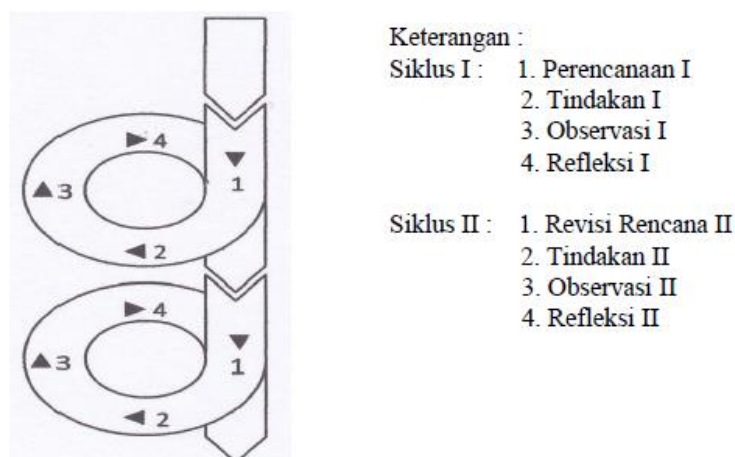 4
1
3
2
4
1
3
2
Keterangan :
Siklus I : 1. Perencanaan I
2. Tindakan I
3. Observasi I
4. Refleksi I
Siklus II : 1. Revisi Rencana II
2. Tindakan II
3. Observasi II
4. Refleksi II